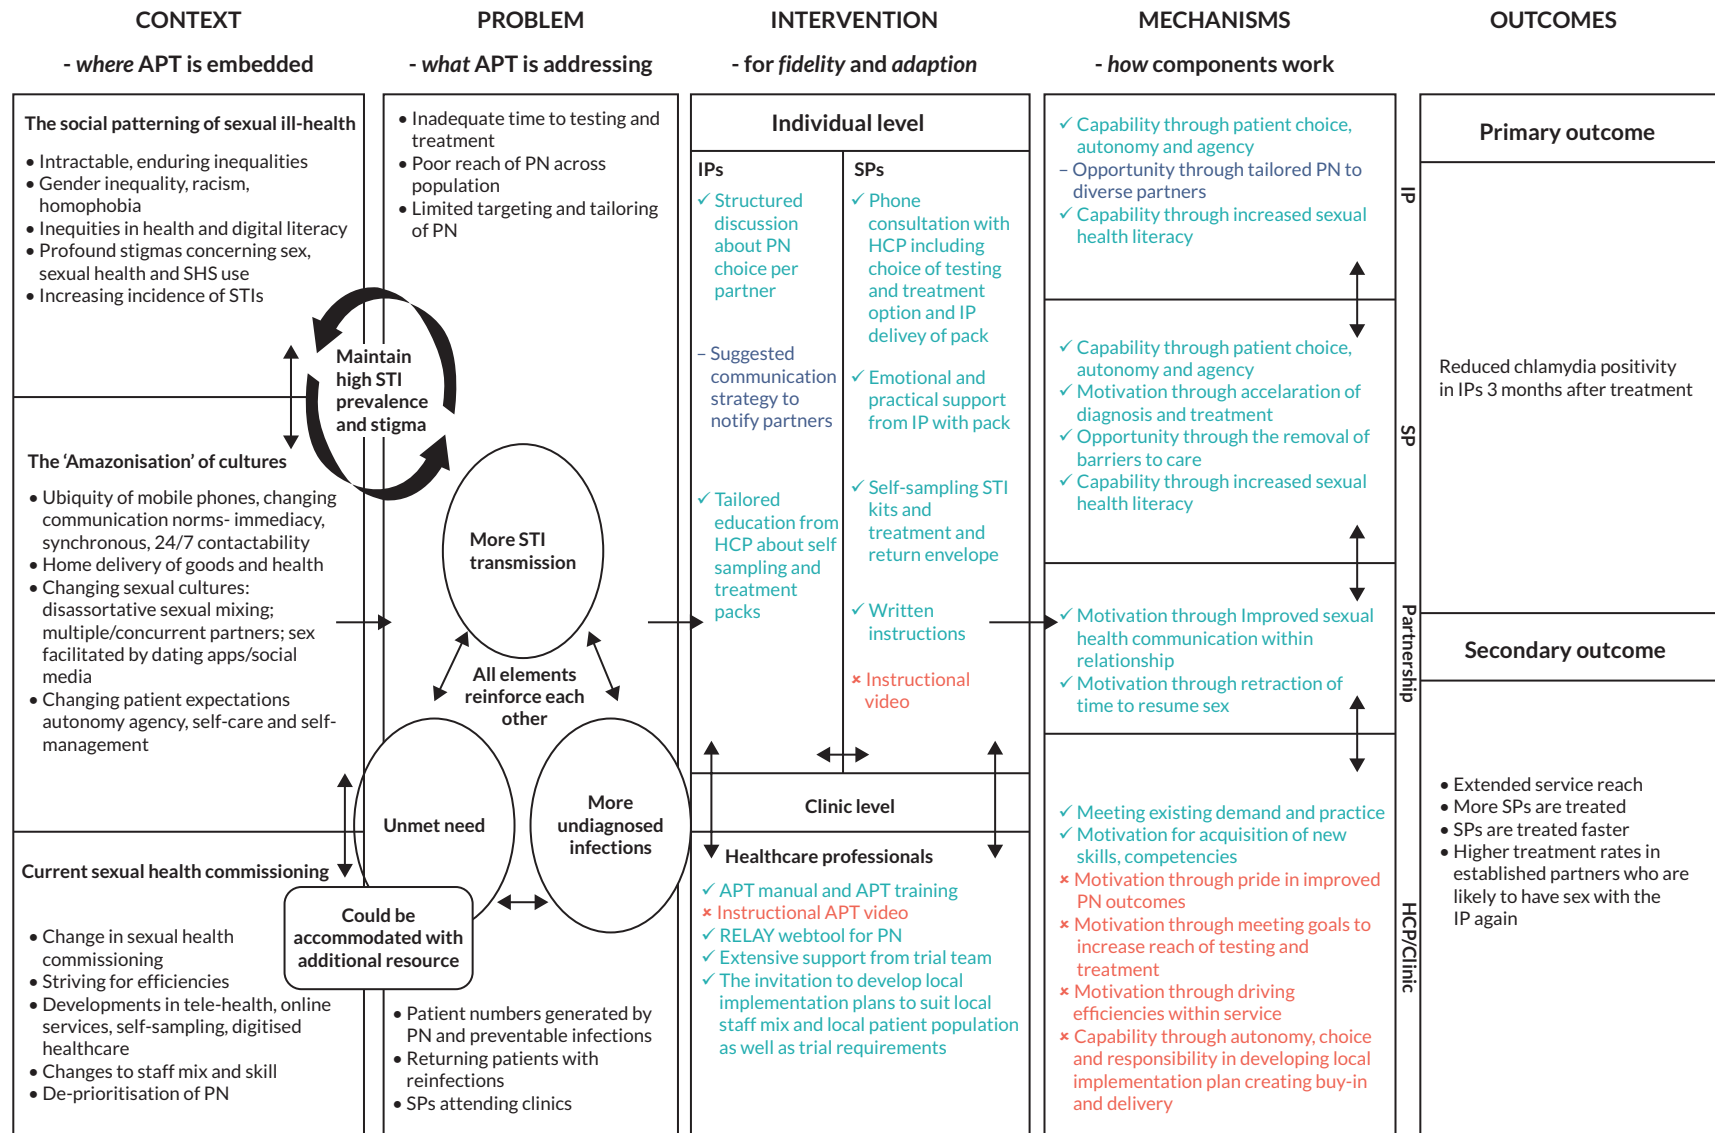 CONTEXT
- where APT is embedded
The social patterning of sexual ill-health
• Intractable, enduring inequalities
• Gender inequality, racism,
homophobia
• Inequities in health and digital literacy
• Profound stigmas concerning sex,
sexual health and SHS use
• Increasing incidence of STIs
Maintain
high STI
prevalence
and stigma
The ‘Amazonisation’ of cultures
• Ubiquity of mobile phones, changing
communication norms- immediacy,
synchronous, 24/7 contactability
• Home delivery of goods and health
• Changing sexual cultures:
disassortative sexual mixing;
multiple/concurrent partners; sex
facilitated by dating apps/social
media
• Changing patient expectations
autonomy agency, self-care and self-
management
Current sexual health commissioning
• Change in sexual health
commissioning
• Striving for efficiencies
• Developments in tele-health, online
services, self-sampling, digitised
healthcare
• Changes to staff mix and skill
• De-prioritisation of PN
PROBLEM
- what APT is addressing
• Inadequate time to testing and
treatment
• Poor reach of PN across
population
• Limited targeting and tailoring
of PN
More STI
transmission
All elements
reinforce each
other
Unmet need
More
undiagnosed
infections
Could be
accommodated with
additional resource
• Patient numbers generated by
PN and preventable infections
• Returning patients with
reinfections
• SPs attending clinics
INTERVENTION
- for fidelity and adaption
Individual level
IPs
✓ Structured
discussion
about PN
choice per
partner
– Suggested
communication
strategy to
notify partners
✓ Tailored
education from
HCP about self
sampling and
treatment
packs
SPs
✓ Phone
consultation with
HCP including
choice of testing
and treatment
option and IP
delivey of pack
✓ Emotional and
practical support
from IP with pack
✓ Self-sampling STI
kits and
treatment and
return envelope
✓ Written
instructions
✗ Instructional
video
Clinic level
Healthcare professionals
✓ APT manual and APT training
✗ Instructional APT video
✓ RELAY webtool for PN
✓ Extensive support from trial team
✓ The invitation to develop local
implementation plans to suit local
staff mix and local patient population
as well as trial requirements
MECHANISMS
- how components work
✓ Capability through patient choice,
autonomy and agency
– Opportunity through tailored PN to
diverse partners
✓ Capability through increased sexual
health literacy
IP
✓ Capability through patient choice,
autonomy and agency
✓ Motivation through accelaration of
diagnosis and treatment
✓ Opportunity through the removal of
barriers to care
✓ Capability through increased sexual
health literacy
SP
✓ Motivation through Improved sexual
health communication within
relationship
✓ Motivation through retraction of
time to resume sex
Partnership
✓ Meeting existing demand and practice
✓ Motivation for acquisition of new
skills, competencies
✗ Motivation through pride in improved
PN outcomes
✗ Motivation through meeting goals to
increase reach of testing and
treatment
✗ Motivation through driving
efficiencies within service
✗ Capability through autonomy, choice
and responsibility in developing local
implementation plan creating buy-in
and delivery
HCP/Clinic
OUTCOMES
Primary outcome
Reduced chlamydia positivity
in IPs 3 months after treatment
Secondary outcome
• Extended service reach
• More SPs are treated
• SPs are treated faster
• Higher treatment rates in
established partners who are
likely to have sex with the
IP again